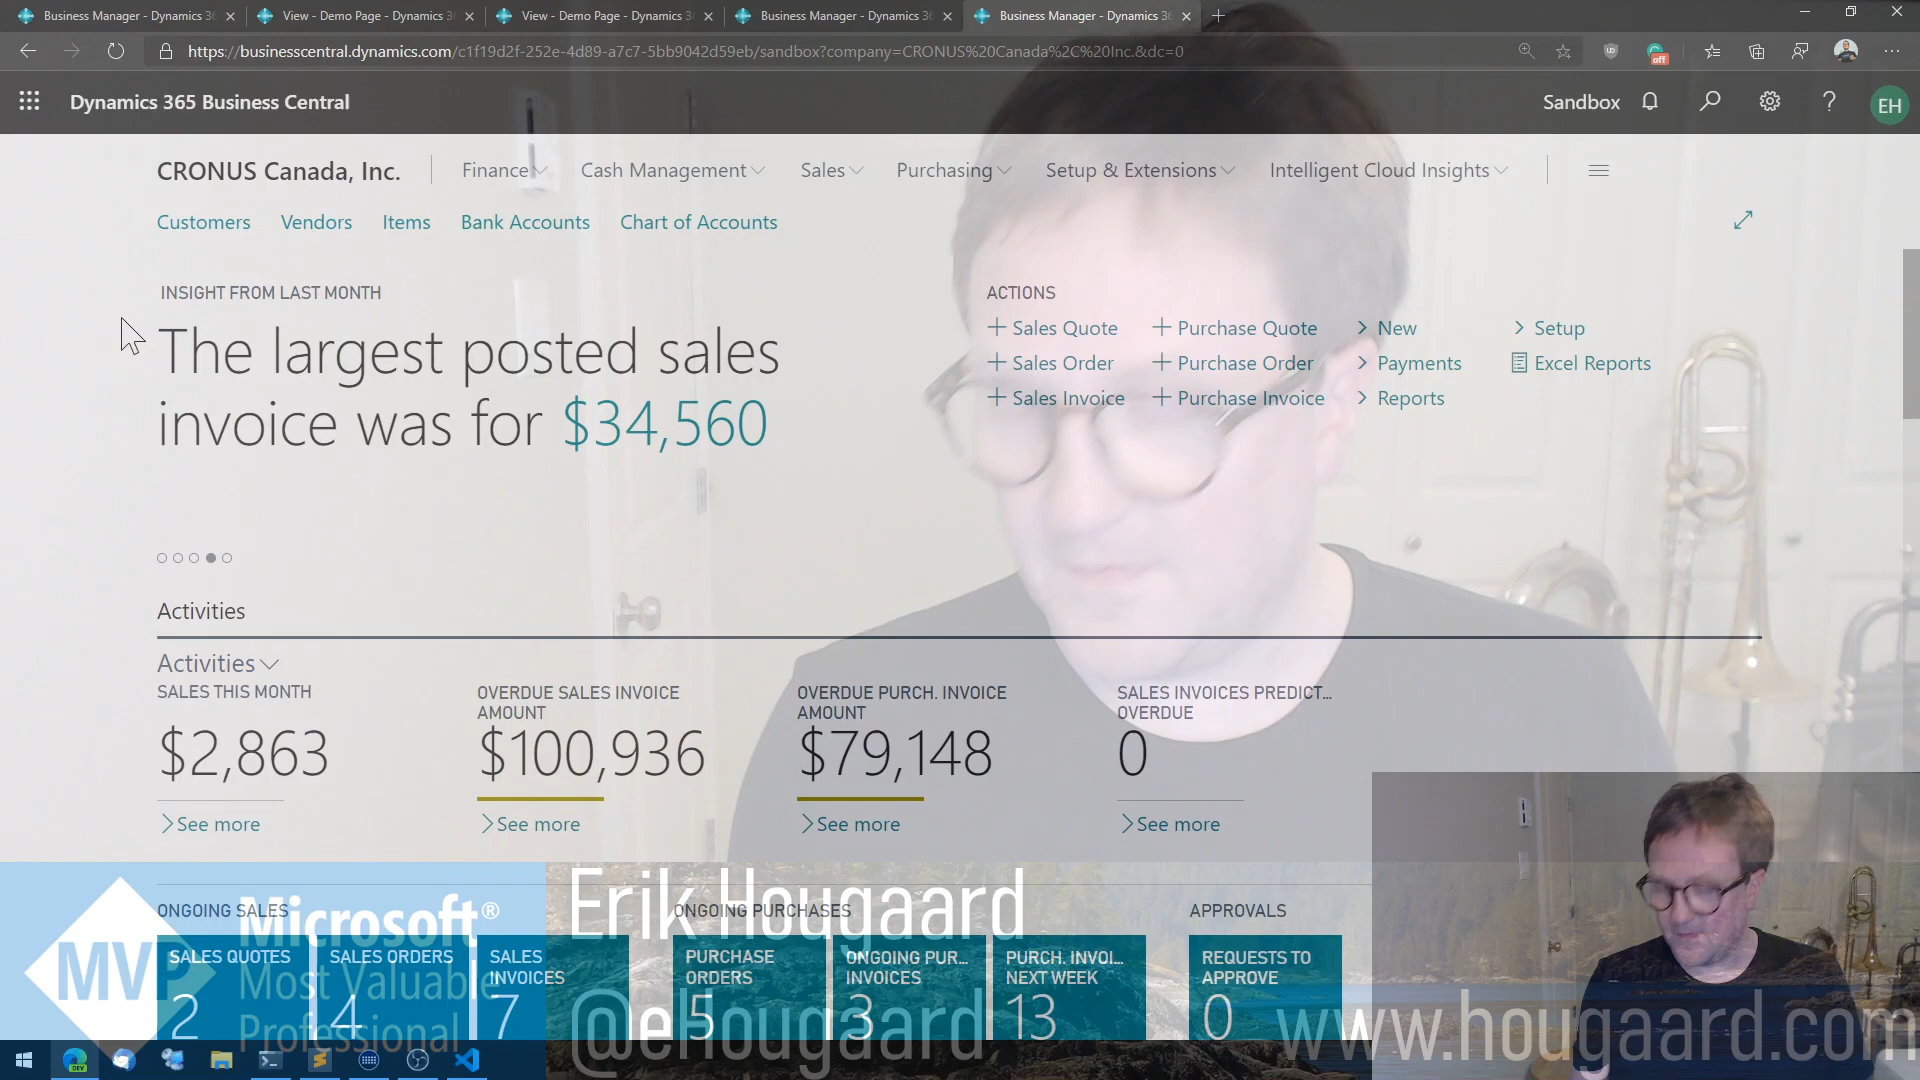 Business Manager - Dynamics 36
View - Demo Page - Dynamics 3
View - Demo Page - Dynamics 3
Business Manager - Dynamics 36
Business Manager - Dynamics 36
https://businesscentral.dynamics.com/c1f19d2f-252e-4d89-a7c7-5bb9042d59eb/sandbox?company=CRONUS%20Canada%2C%20Inc.&dc=0
off
Dynamics 365 Business Central
Sandbox
?
EH
CRONUS Canada, Inc.
Finance
Cash Management
Sales
Purchasing
Setup & Extensions
Intelligent Cloud Insights
Customers
Vendors
Items
Bank Accounts
Chart of Accounts
INSIGHT FROM LAST MONTH
The largest posted sales
invoice was for $34,560
ACTIONS
+ Sales Quote
+ Purchase Quote
> New
> Setup
+ Sales Order
+ Purchase Order
> Payments
Excel Reports
+ Sales Invoice
+ Purchase Invoice
> Reports
Activities
Activities
SALES THIS MONTH
$2,863
>See more
OVERDUE SALES INVOICE
AMOUNT
$100,936
>See more
OVERDUE PURCH. INVOICE
AMOUNT
$79,148
>See more
SALES INVOICES PREDICT...
OVERDUE
0
>See more
ONGOING SALES
SALES QUOTES
2
SALES ORDERS
4
SALES
INVOICES
7
ONGOING PURCHASES
PURCHASE
ORDERS
5
ONGOING PUR...
INVOICES
3
PURCH. INVOI...
NEXT WEEK
13
APPROVALS
REQUESTS TO
APPROVE
0
MVP
Microsoft®
Most Valuable
Professional
Erik Hougaard
@eHougaard
www.hougaard.com
DEV